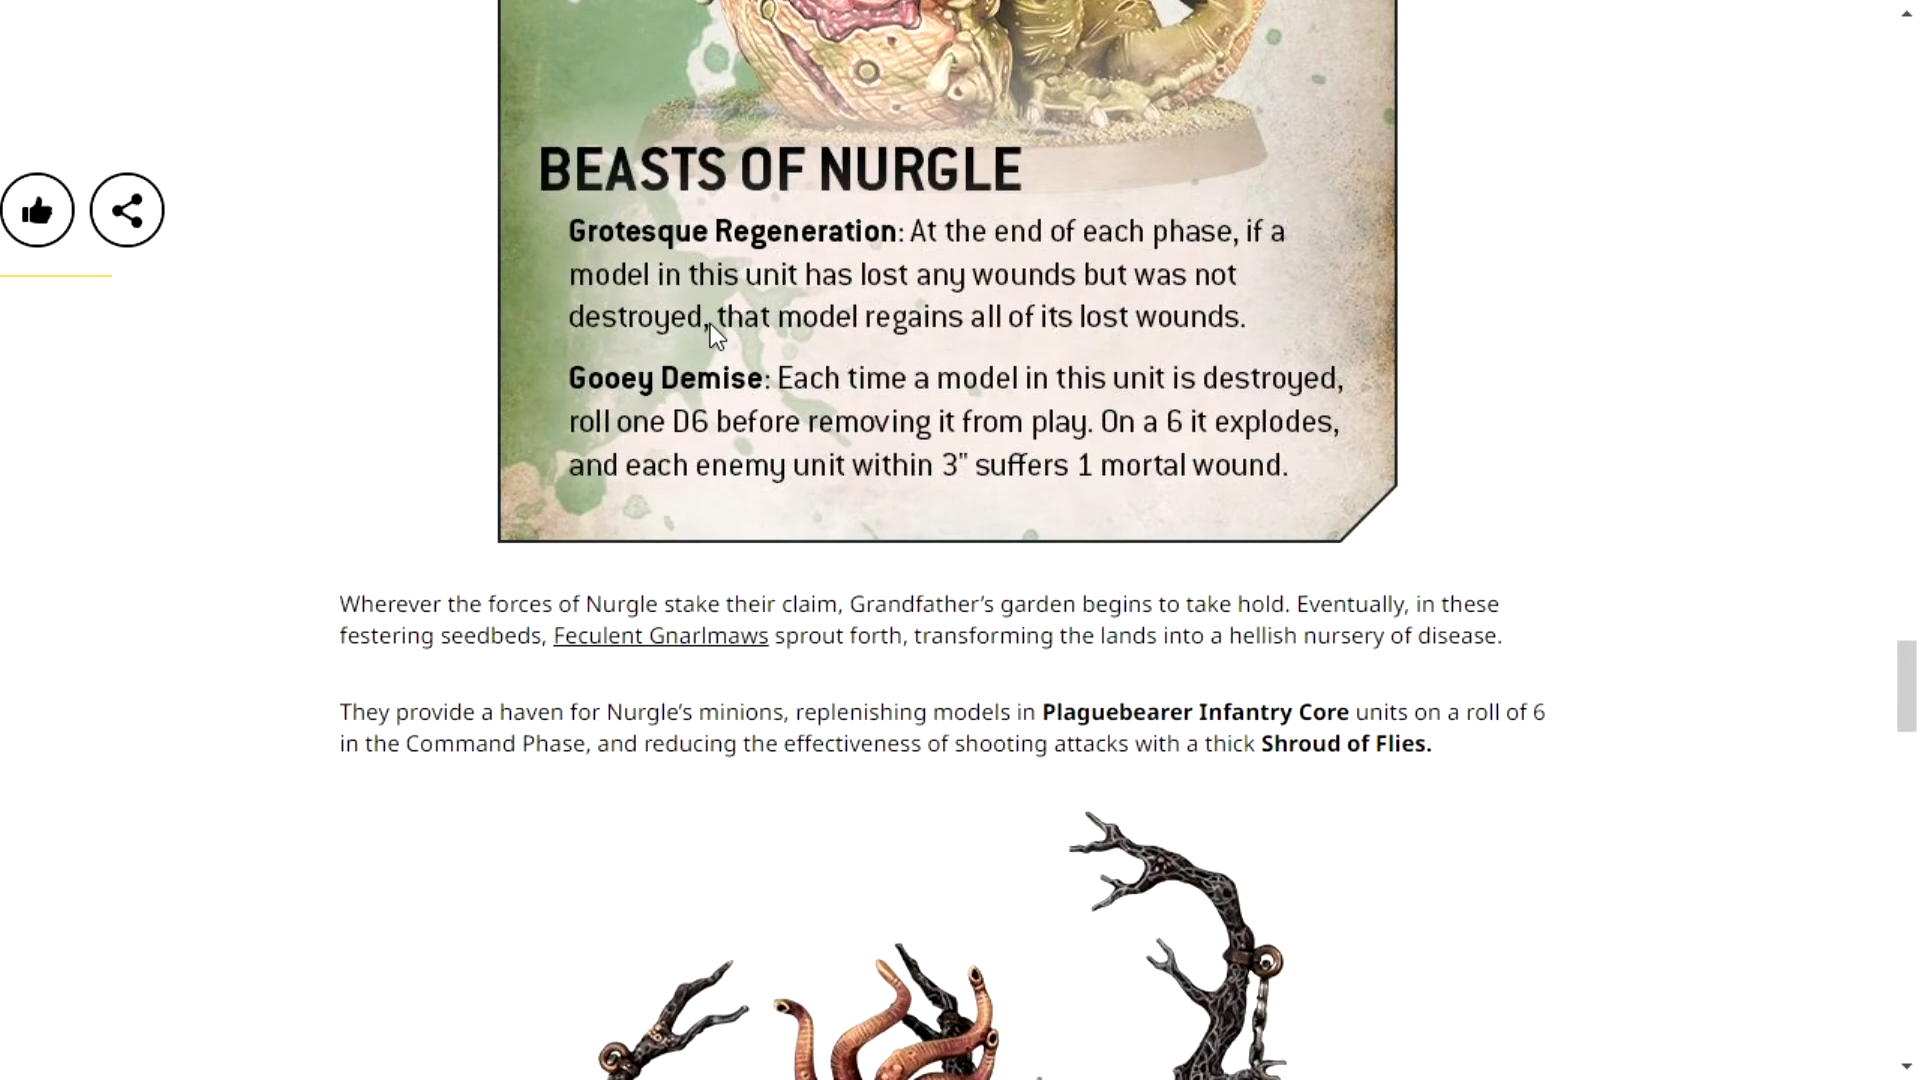 BEASTS OF NURGLE
Grotesque Regeneration: At the end of each phase, if a
model in this unit has lost any wounds but was not
destroyed, that model regains all of its lost wounds.
Gooey Demise: Each time a model in this unit is destroyed,
roll one D6 before removing it from play. On a 6 it explodes,
and each enemy unit within 3" suffers 1 mortal wound.
Wherever the forces of Nurgle stake their claim, Grandfather’s garden begins to take hold. Eventually, in these
festering seedbeds, Feculent Gnarlmaws sprout forth, transforming the lands into a hellish nursery of disease.
They provide a haven for Nurgle’s minions, replenishing models in Plaguebearer Infantry Core units on a roll of 6
in the Command Phase, and reducing the effectiveness of shooting attacks with a thick Shroud of Flies.